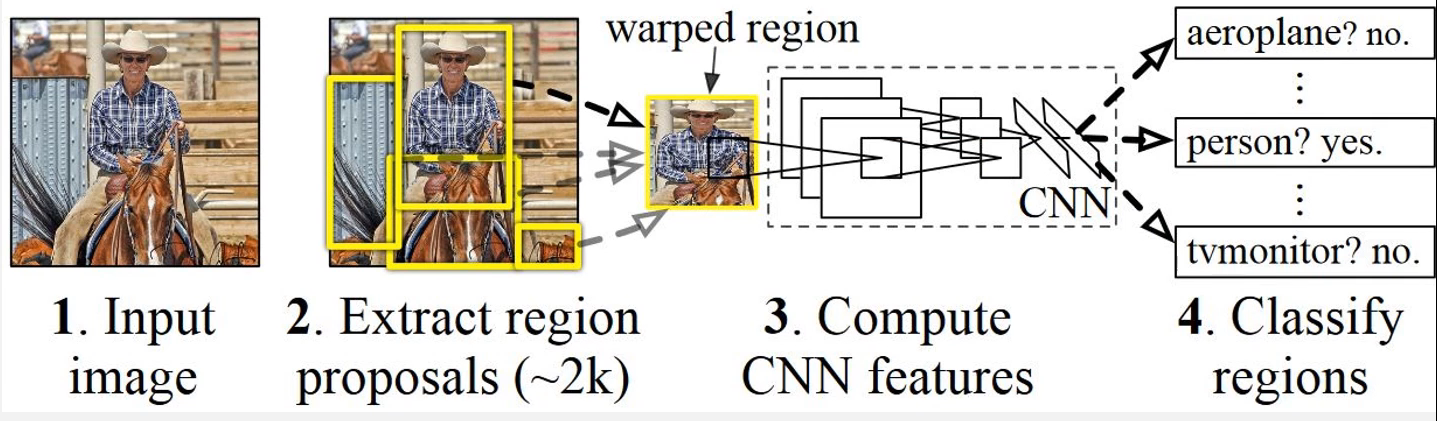 warped region
aeroplane? no.
⋮
person? yes.
⋮
tvmonitor? no.
CNN
1. Input
image
2. Extract region
proposals (~2k)
3. Compute
CNN features
4. Classify
regions